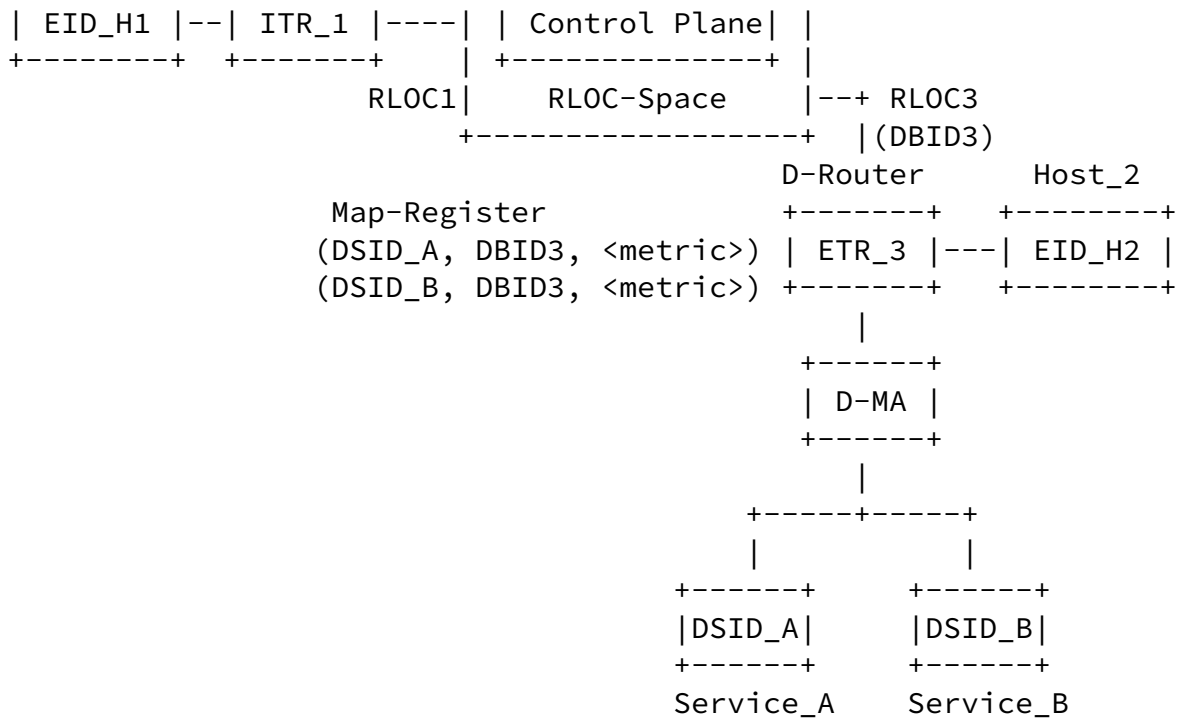 | EID_H1 |--| ITR_1 |----| | Control Plane| |
+--------+  +-------+    | +--------------+ |
RLOC1|    RLOC-Space    |--+ RLOC3
+------------------+  |(DBID3)
D-Router     Host_2
Map-Register           +-------+   +--------+
(DSID_A, DBID3, <metric>) | ETR_3 |---| EID_H2 |
(DSID_B, DBID3, <metric>) +-------+   +--------+
|
+------+
| D-MA |
+------+
|
+-----+-----+
|           |
+------+     +------+
|DSID_A|     |DSID_B|
+------+     +------+
Service_A    Service_B